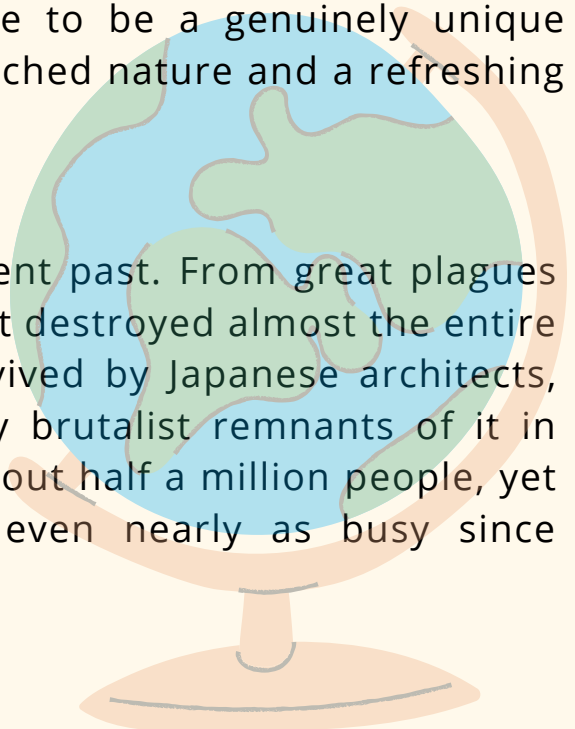 e to be a genuinely unique
ched nature and a refreshing
ent past. From great plagues
t destroyed almost the entire
vived by Japanese architects,
y brutalist remnants of it in
out half a million people, yet
even nearly as busy since